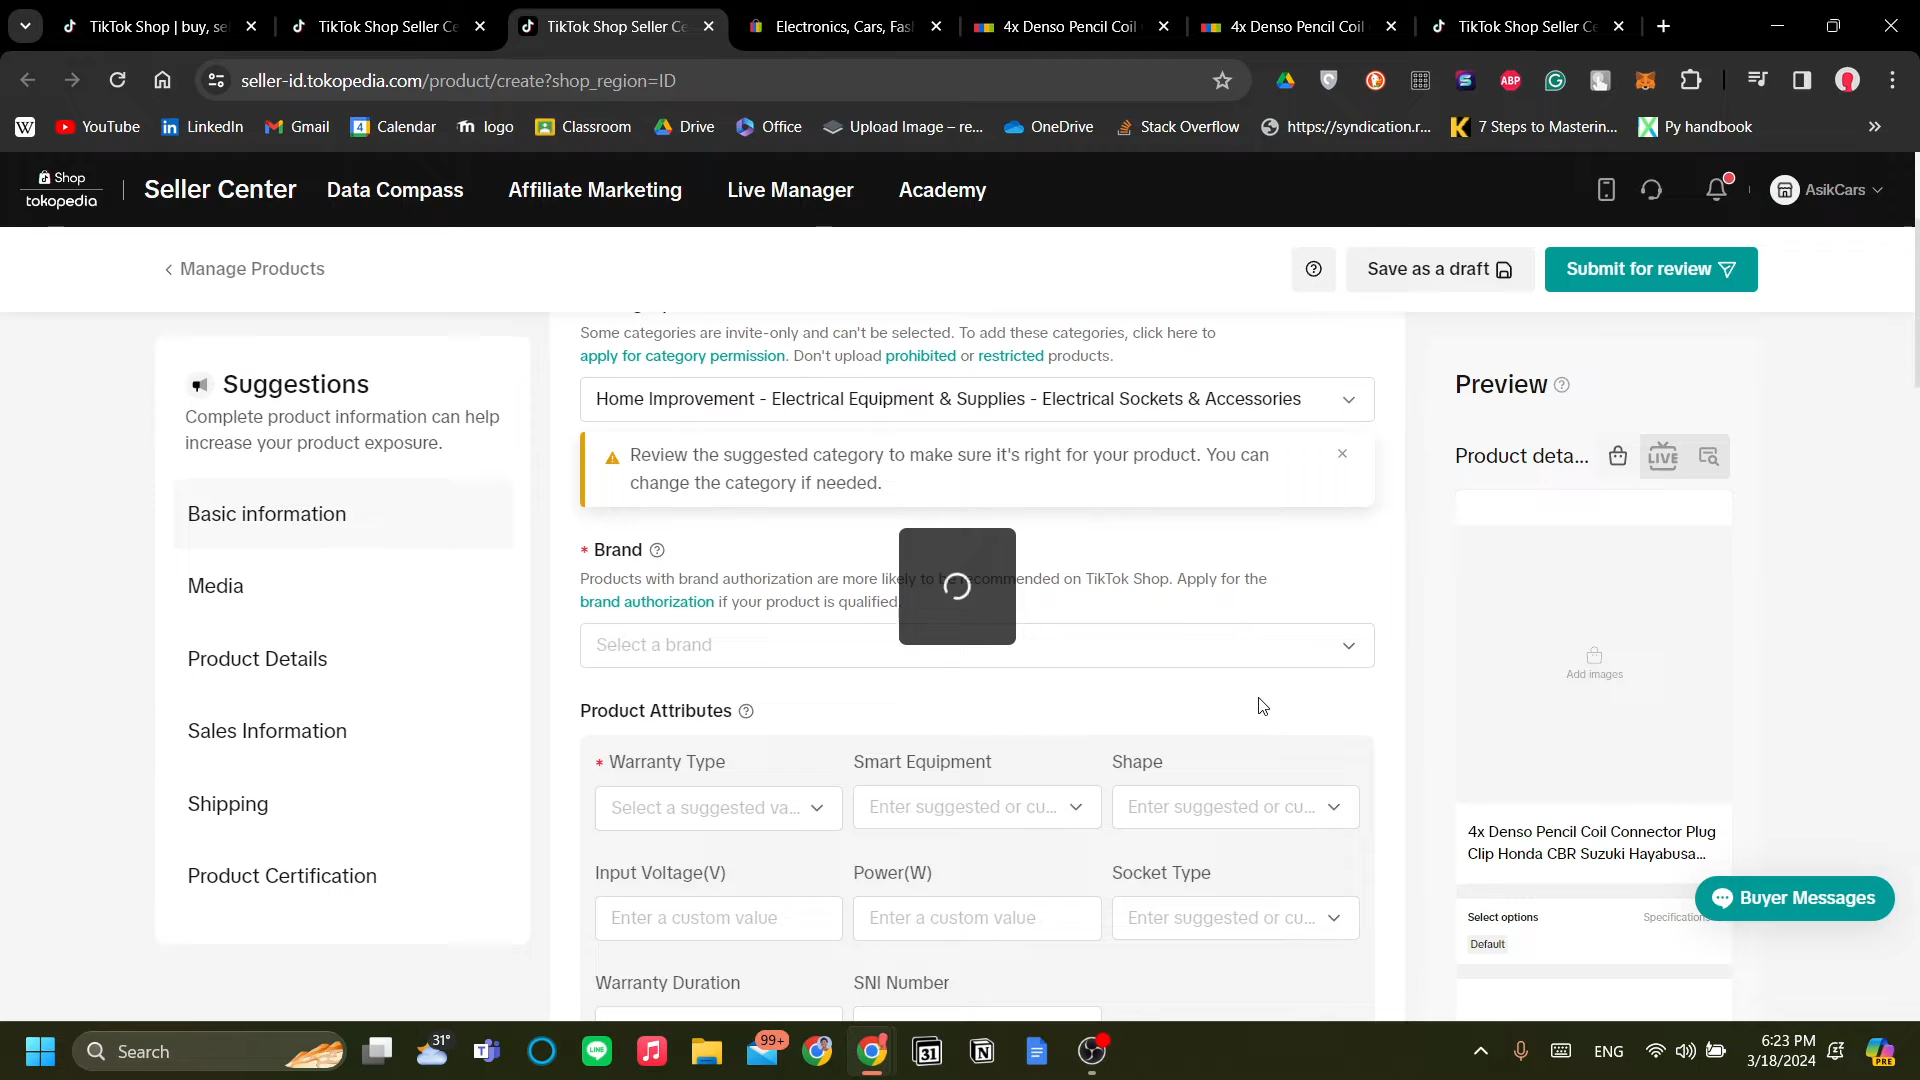 TikTok Shop | buy, se
TikTok Shop Seller Ce
TikTok Shop Seller Ce
Electronics, Cars, Fas
4x Denso Pencil Coil
4x Denso Pencil Coil
TikTok Shop Seller Ce
seller-id.tokopedia.com/product/create?shop_region=ID
ABP
YouTube
LinkedIn
Gmail
Calendar
logo
Classroom
Drive
Office
Upload Image – re...
OneDrive
Stack Overflow
https://syndication.r...
7 Steps to Masterin...
Py handbook
Shop
tokopedia
Seller Center
Data Compass
Affiliate Marketing
Live Manager
Academy
AsikCars
Manage Products
Save as a draft
Submit for review
Some categories are invite-only and can't be selected. To add these categories, click here to
apply for category permission. Don't upload prohibited or restricted products.
Home Improvement - Electrical Equipment & Supplies - Electrical Sockets & Accessories
Review the suggested category to make sure it's right for your product. You can
change the category if needed.
Suggestions
Complete product information can help
increase your product exposure.
Basic information
Media
Product Details
Sales Information
Shipping
Product Certification
* Brand
Products with brand authorization are more likely to be recommended on TikTok Shop. Apply for the
brand authorization if your product is qualified.
Select a brand
Product Attributes
* Warranty Type
Smart Equipment
Shape
Select a suggested va...
Enter suggested or cu...
Enter suggested or cu...
Input Voltage(V)
Power(W)
Socket Type
Enter a custom value
Enter a custom value
Enter suggested or cu...
Warranty Duration
SNI Number
Preview
Product deta...
LIVE
Add images
4x Denso Pencil Coil Connector Plug
Clip Honda CBR Suzuki Hayabusa...
Buyer Messages
Select options
Specification
Default
Search
31°
99+
31
ENG
6:23 PM
3/18/2024
PRE